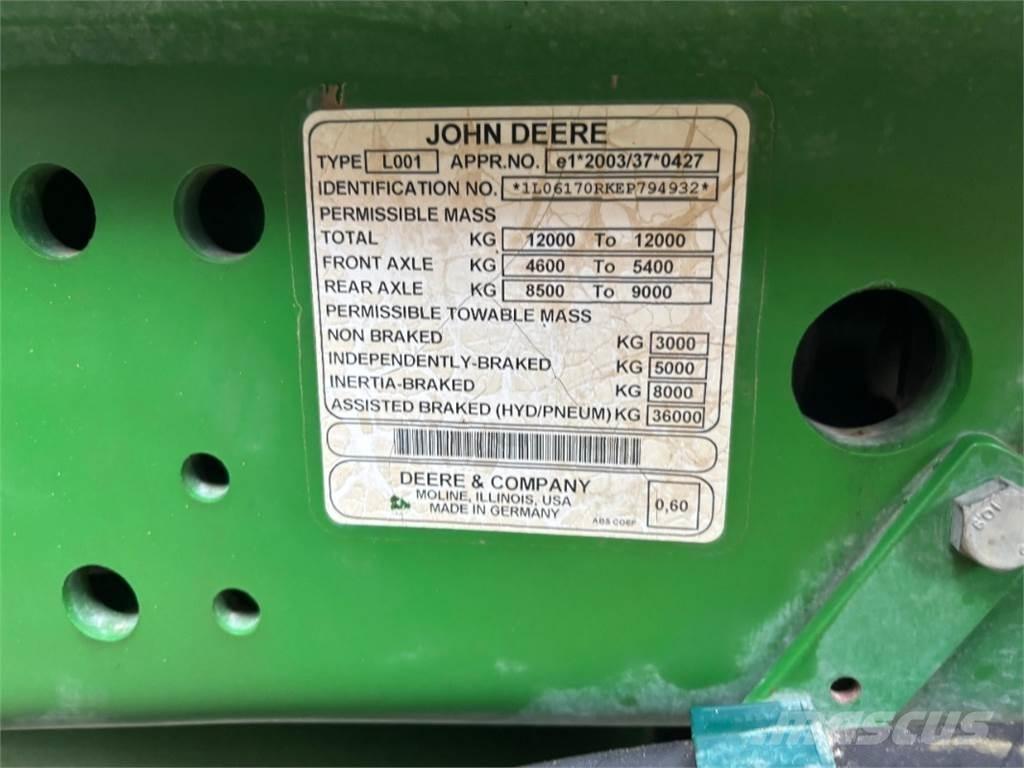 JOHN DEERE
TYPE L001 APPR.NO. e1*2003/37*0427
IDENTIFICATION NO. *1L06170RKEP794932*
PERMISSIBLE MASS
TOTAL KG 12000 To 12000
FRONT AXLE KG 4600 To 5400
REAR AXLE KG 8500 To 9000
PERMISSIBLE TOWABLE MASS
NON BRAKED KG 3000
INDEPENDENTLY-BRAKED KG 5000
INERTIA-BRAKED KG 8000
ASSISTED BRAKED (HYD/PNEUM) KG 36000
DEERE & COMPANY
MOLINE, ILLINOIS, USA
MADE IN GERMANY
0,60
MASCUS